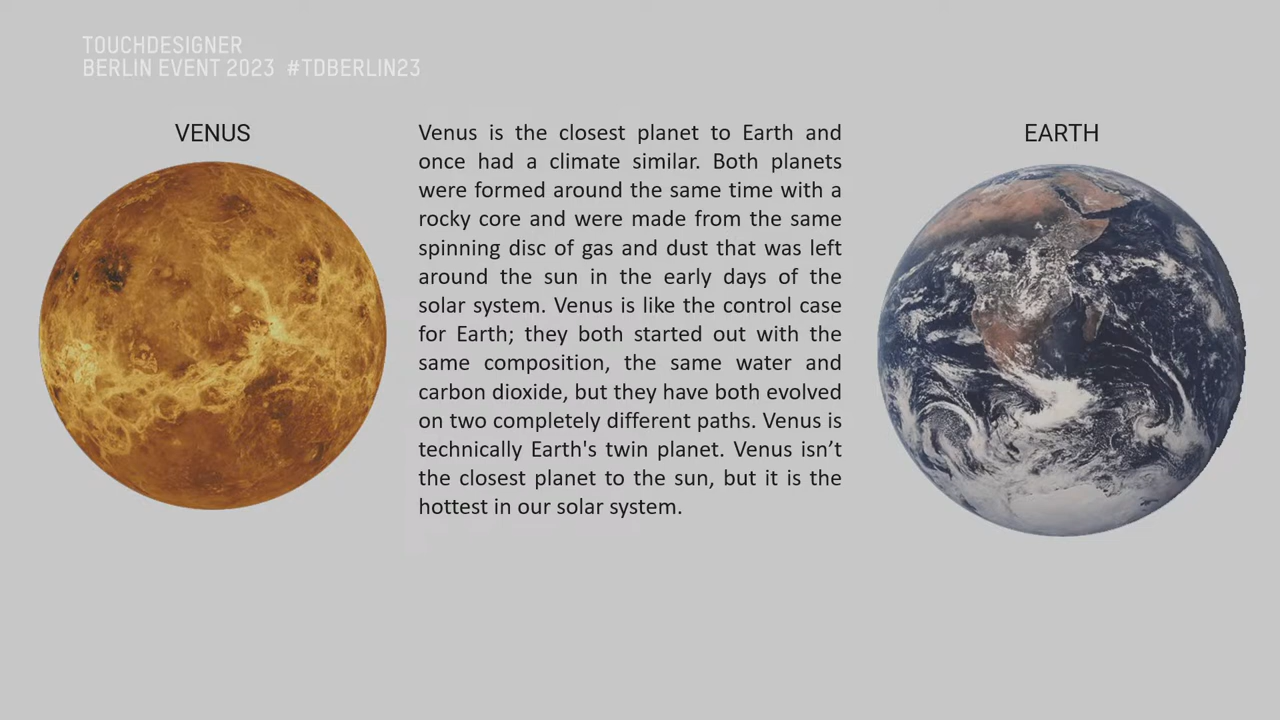 TOUCHDESIGNER
BERLIN EVENT 2023 #TDBERLIN23
VENUS
Venus is the closest planet to Earth and
once had a climate similar. Both planets
were formed around the same time with a
rocky core and were made from the same
spinning disc of gas and dust that was left
around the sun in the early days of the
solar system. Venus is like the control case
for Earth; they both started out with the
same composition, the same water and
carbon dioxide, but they have both evolved
on two completely different paths. Venus is
technically Earth's twin planet. Venus isn’t
the closest planet to the sun, but it is the
hottest in our solar system.
EARTH